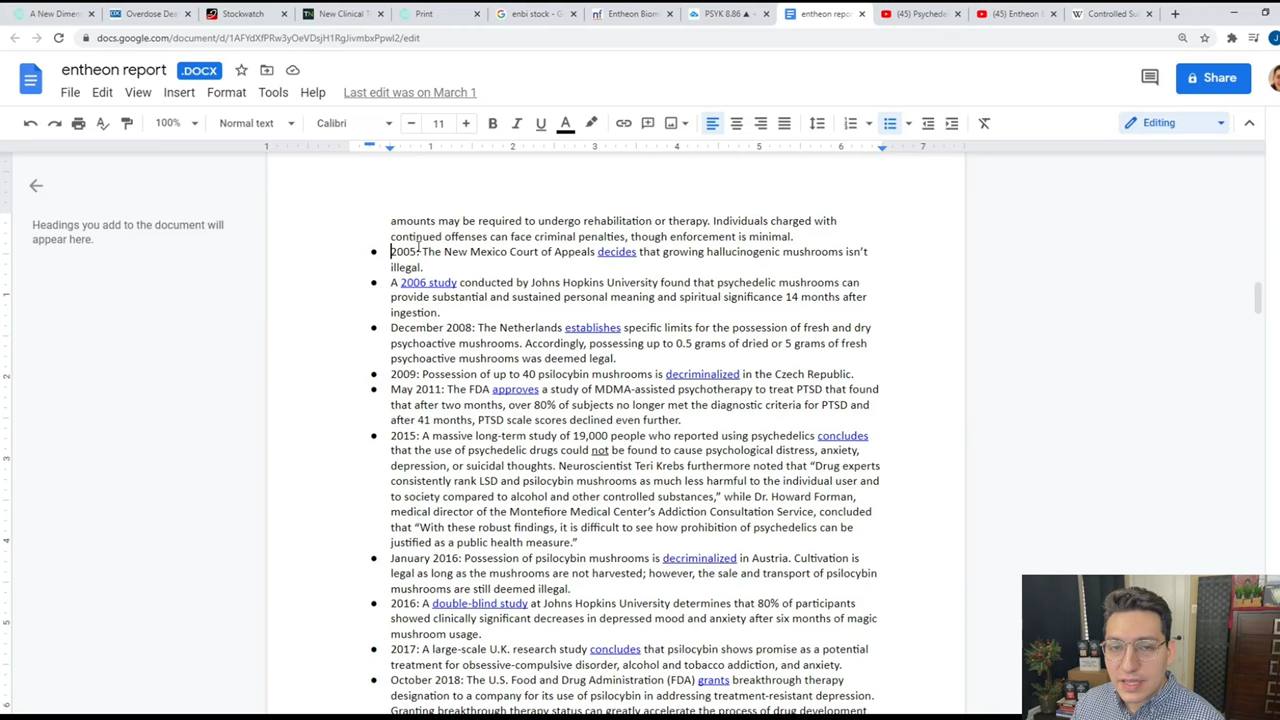 A New Dimen
Overdose Dea
Stockwatch
New Clinical T
Print
enbi stock - G
Entheon Biom
PSYK 8.86 ▲
entheon repo
(45) Psychede
(45) Entheon B
Controlled Su
docs.google.com/document/d/1AFYdXfPRw3yOeVDsjH1RgJivmbxPpwI2/edit
entheon report
.DOCX
File Edit View Insert Format Tools Help
Last edit was on March 1
Share
100%
Normal text
Calibri
11
Editing
1 1 2 3 4 5 6 7
Headings you add to the document will
appear here.
amounts may be required to undergo rehabilitation or therapy. Individuals charged with
continued offenses can face criminal penalties, though enforcement is minimal.
● 2005: The New Mexico Court of Appeals decides that growing hallucinogenic mushrooms isn’t
illegal.
● A 2006 study conducted by Johns Hopkins University found that psychedelic mushrooms can
provide substantial and sustained personal meaning and spiritual significance 14 months after
ingestion.
● December 2008: The Netherlands establishes specific limits for the possession of fresh and dry
psychoactive mushrooms. Accordingly, possessing up to 0.5 grams of dried or 5 grams of fresh
psychoactive mushrooms was deemed legal.
● 2009: Possession of up to 40 psilocybin mushrooms is decriminalized in the Czech Republic.
● May 2011: The FDA approves a study of MDMA-assisted psychotherapy to treat PTSD that found
that after two months, over 80% of subjects no longer met the diagnostic criteria for PTSD and
after 41 months, PTSD scale scores declined even further.
● 2015: A massive long-term study of 19,000 people who reported using psychedelics concludes
that the use of psychedelic drugs could not be found to cause psychological distress, anxiety,
depression, or suicidal thoughts. Neuroscientist Teri Krebs furthermore noted that “Drug experts
consistently rank LSD and psilocybin mushrooms as much less harmful to the individual user and
to society compared to alcohol and other controlled substances,” while Dr. Howard Forman,
medical director of the Montefiore Medical Center’s Addiction Consultation Service, concluded
that “With these robust findings, it is difficult to see how prohibition of psychedelics can be
justified as a public health measure.”
● January 2016: Possession of psilocybin mushrooms is decriminalized in Austria. Cultivation is
legal as long as the mushrooms are not harvested; however, the sale and transport of psilocybin
mushrooms are still deemed illegal.
● 2016: A double-blind study at Johns Hopkins University determines that 80% of participants
showed clinically significant decreases in depressed mood and anxiety after six months of magic
mushroom usage.
● 2017: A large-scale U.K. research study concludes that psilocybin shows promise as a potential
treatment for obsessive-compulsive disorder, alcohol and tobacco addiction, and anxiety.
● October 2018: The U.S. Food and Drug Administration (FDA) grants breakthrough therapy
designation to a company for its use of psilocybin in addressing treatment-resistant depression.
Granting breakthrough therapy status can greatly accelerate the process of drug development